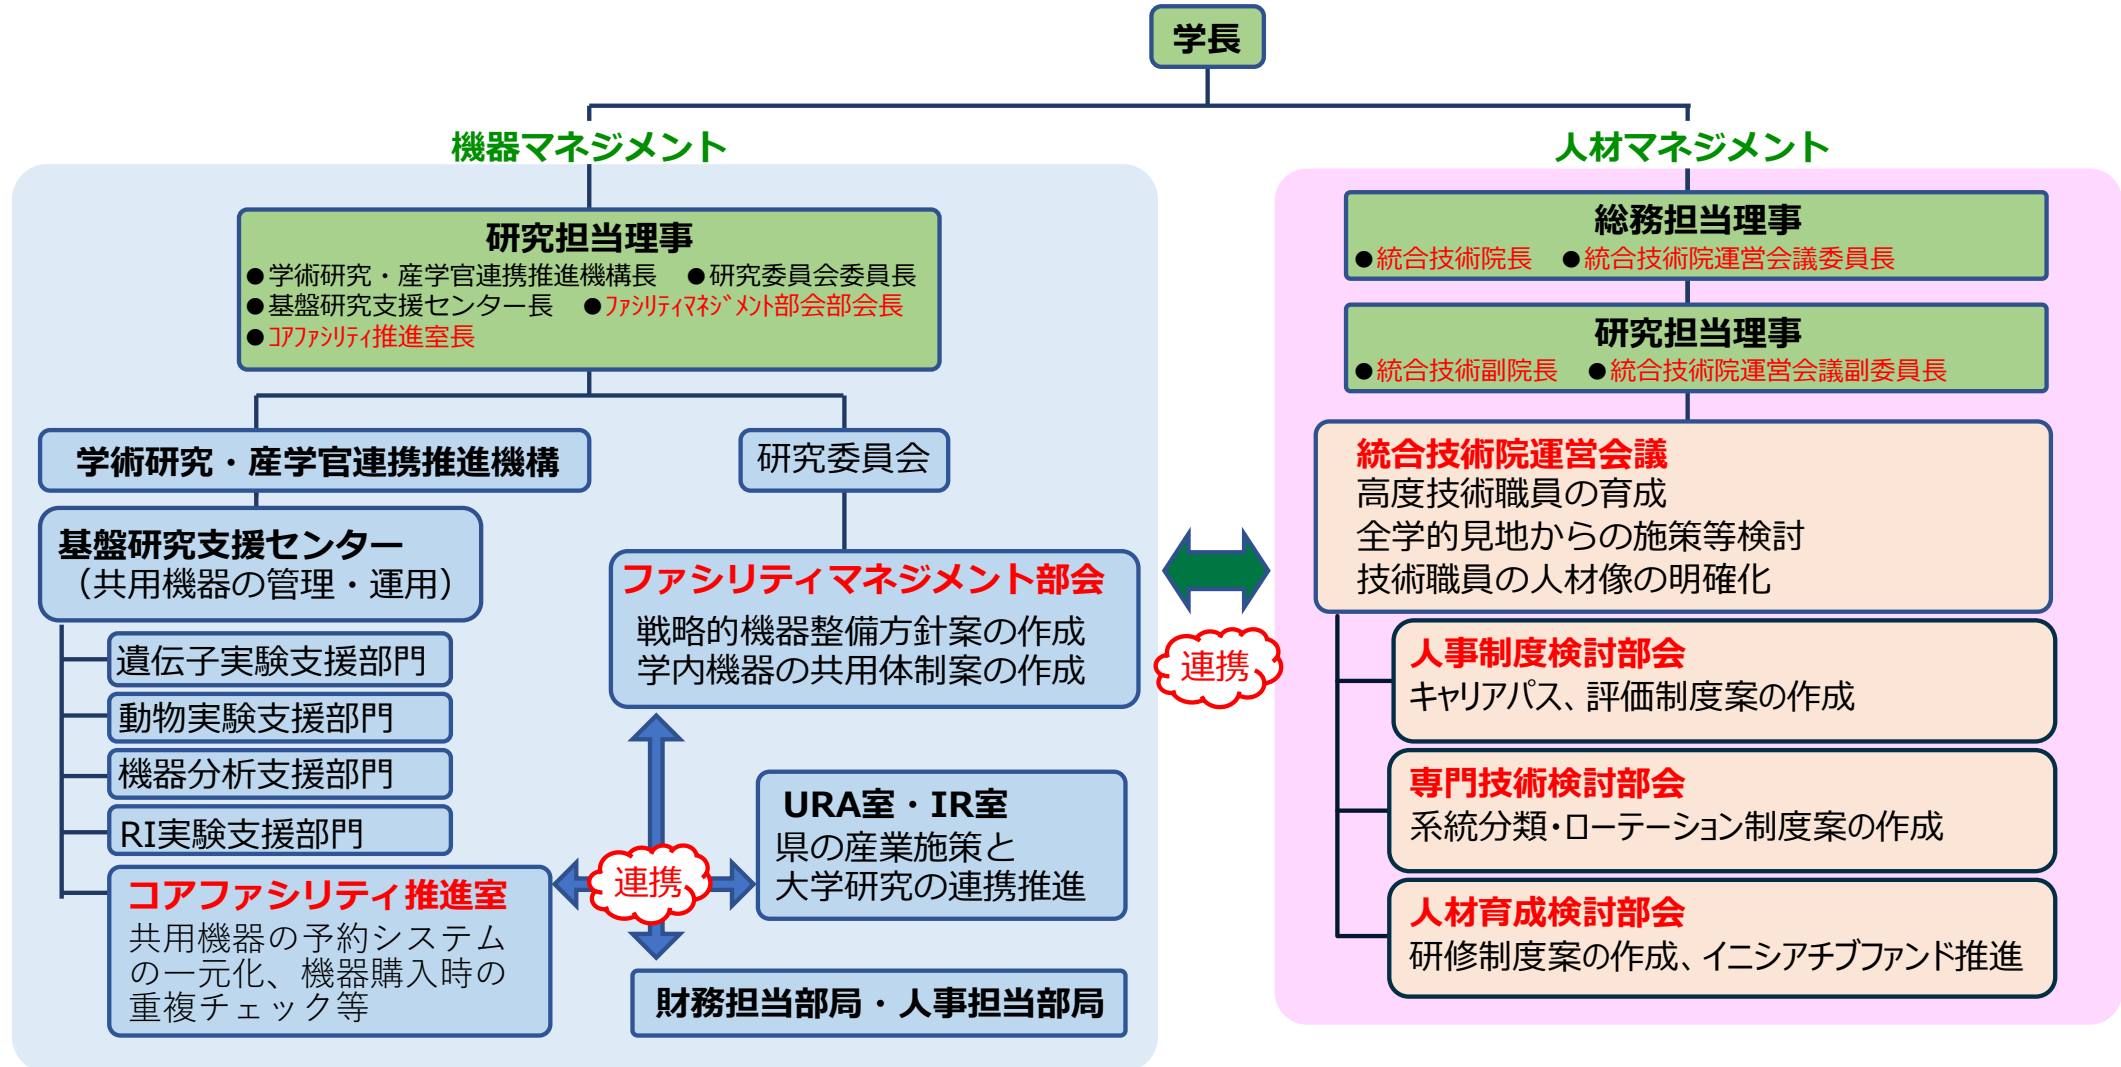 学長
機器マネジメント
研究担当理事
●学術研究・産学官連携推進機構長 ●研究委員会委員長
●基盤研究支援センター長 ●ﾌｧｼﾘﾃｨﾏﾈｼﾞﾒﾝﾄ部会部会長
●ｺｱﾌｧｼﾘﾃｨ推進室長
学術研究・産学官連携推進機構
研究委員会
基盤研究支援センター
（共用機器の管理・運用）
遺伝子実験支援部門
動物実験支援部門
機器分析支援部門
RI実験支援部門
コアファシリティ推進室
共用機器の予約システム
の一元化、機器購入時の
重複チェック等
ファシリティマネジメント部会
戦略的機器整備方針案の作成
学内機器の共用体制案の作成
連携
URA室・IR室
県の産業施策と
大学研究の連携推進
財務担当部局・人事担当部局
連携
人材マネジメント
総務担当理事
●統合技術院長 ●統合技術院運営会議委員長
研究担当理事
●統合技術副院長 ●統合技術院運営会議副委員長
統合技術院運営会議
高度技術職員の育成
全学的見地からの施策等検討
技術職員の人材像の明確化
人事制度検討部会
キャリアパス、評価制度案の作成
専門技術検討部会
系統分類・ローテーション制度案の作成
人材育成検討部会
研修制度案の作成、イニシアチブファンド推進